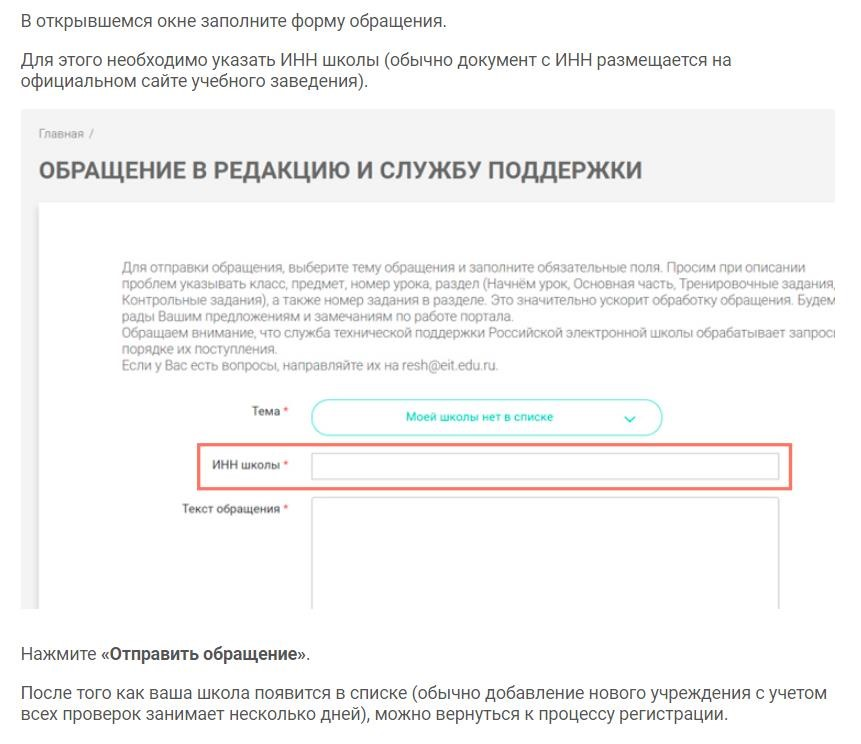 В открывшемся окне заполните форму обращения.
Для этого необходимо указать ИНН школы (обычно документ с ИНН размещается на
официальном сайте учебного заведения).
Главная /
ОБРАЩЕНИЕ В РЕДАКЦИЮ И СЛУЖБУ ПОДДЕРЖКИ
Для отправки обращения, выберите тему обращения и заполните обязательные поля. Просим при описании
проблем указывать класс, предмет, номер урока, раздел (Начнём урок, Основная часть, Тренировочные задания,
Контрольные задания), а также номер задания в разделе. Это значительно ускорит обработку обращения. Будем
рады Вашим предложениям и замечаниям по работе портала.
Обращаем внимание, что служба технической поддержки Российской электронной школы обрабатывает запрос
порядке их поступления.
Если у Вас есть вопросы, направляйте их на resh@eit.edu.ru.
Тема * Моей школы нет в списке
ИНН школы *
Текст обращения *
Нажмите «Отправить обращение».
После того как ваша школа появится в списке (обычно добавление нового учреждения с учетом
всех проверок занимает несколько дней), можно вернуться к процессу регистрации.